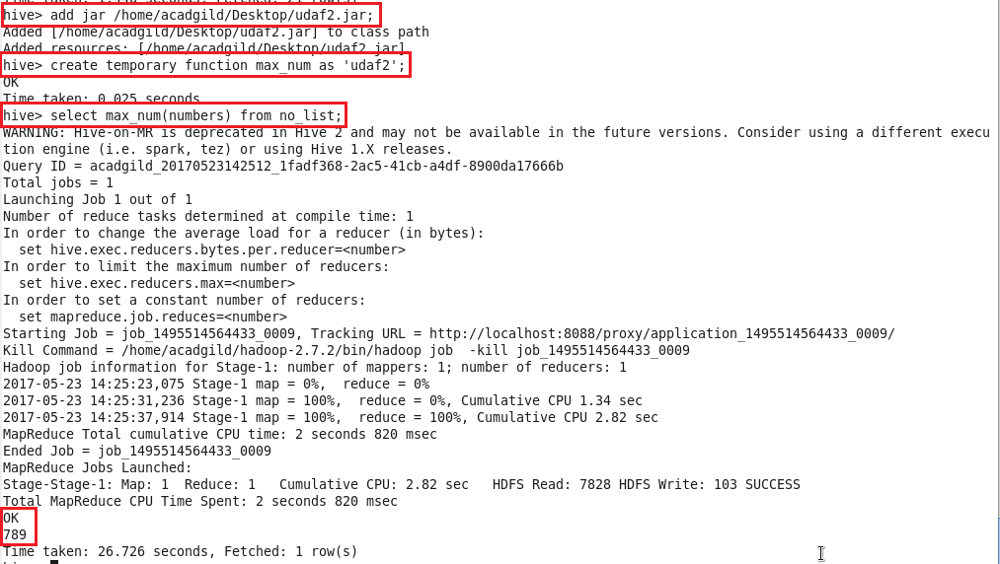 hive> add jar /home/acadgild/Desktop/udaf2.jar;
Added [/home/acadgild/Desktop/udaf2.jar] to class path
Added resources: [/home/acadgild/Desktop/udaf2.jar]
hive> create temporary function max_num as 'udaf2';
OK
Time taken: 0.025 seconds
hive> select max_num(numbers) from no_list;
WARNING: Hive-on-MR is deprecated in Hive 2 and may not be available in the future versions. Consider using a different execu
tion engine (i.e. spark, tez) or using Hive 1.X releases.
Query ID = acadgild_20170523142512_1fadf368-2ac5-41cb-a4df-8900da17666b
Total jobs = 1
Launching Job 1 out of 1
Number of reduce tasks determined at compile time: 1
In order to change the average load for a reducer (in bytes):
  set hive.exec.reducers.bytes.per.reducer=<number>
In order to limit the maximum number of reducers:
  set hive.exec.reducers.max=<number>
In order to set a constant number of reducers:
  set mapreduce.job.reduces=<number>
Starting Job = job_1495514564433_0009, Tracking URL = http://localhost:8088/proxy/application_1495514564433_0009/
Kill Command = /home/acadgild/hadoop-2.7.2/bin/hadoop job  -kill job_1495514564433_0009
Hadoop job information for Stage-1: number of mappers: 1; number of reducers: 1
2017-05-23 14:25:23,075 Stage-1 map = 0%,  reduce = 0%
2017-05-23 14:25:31,236 Stage-1 map = 100%,  reduce = 0%, Cumulative CPU 1.34 sec
2017-05-23 14:25:37,914 Stage-1 map = 100%,  reduce = 100%, Cumulative CPU 2.82 sec
MapReduce Total cumulative CPU time: 2 seconds 820 msec
Ended Job = job_1495514564433_0009
MapReduce Jobs Launched:
Stage-Stage-1: Map: 1  Reduce: 1   Cumulative CPU: 2.82 sec   HDFS Read: 7828 HDFS Write: 103 SUCCESS
Total MapReduce CPU Time Spent: 2 seconds 820 msec
OK
789
Time taken: 26.726 seconds, Fetched: 1 row(s)